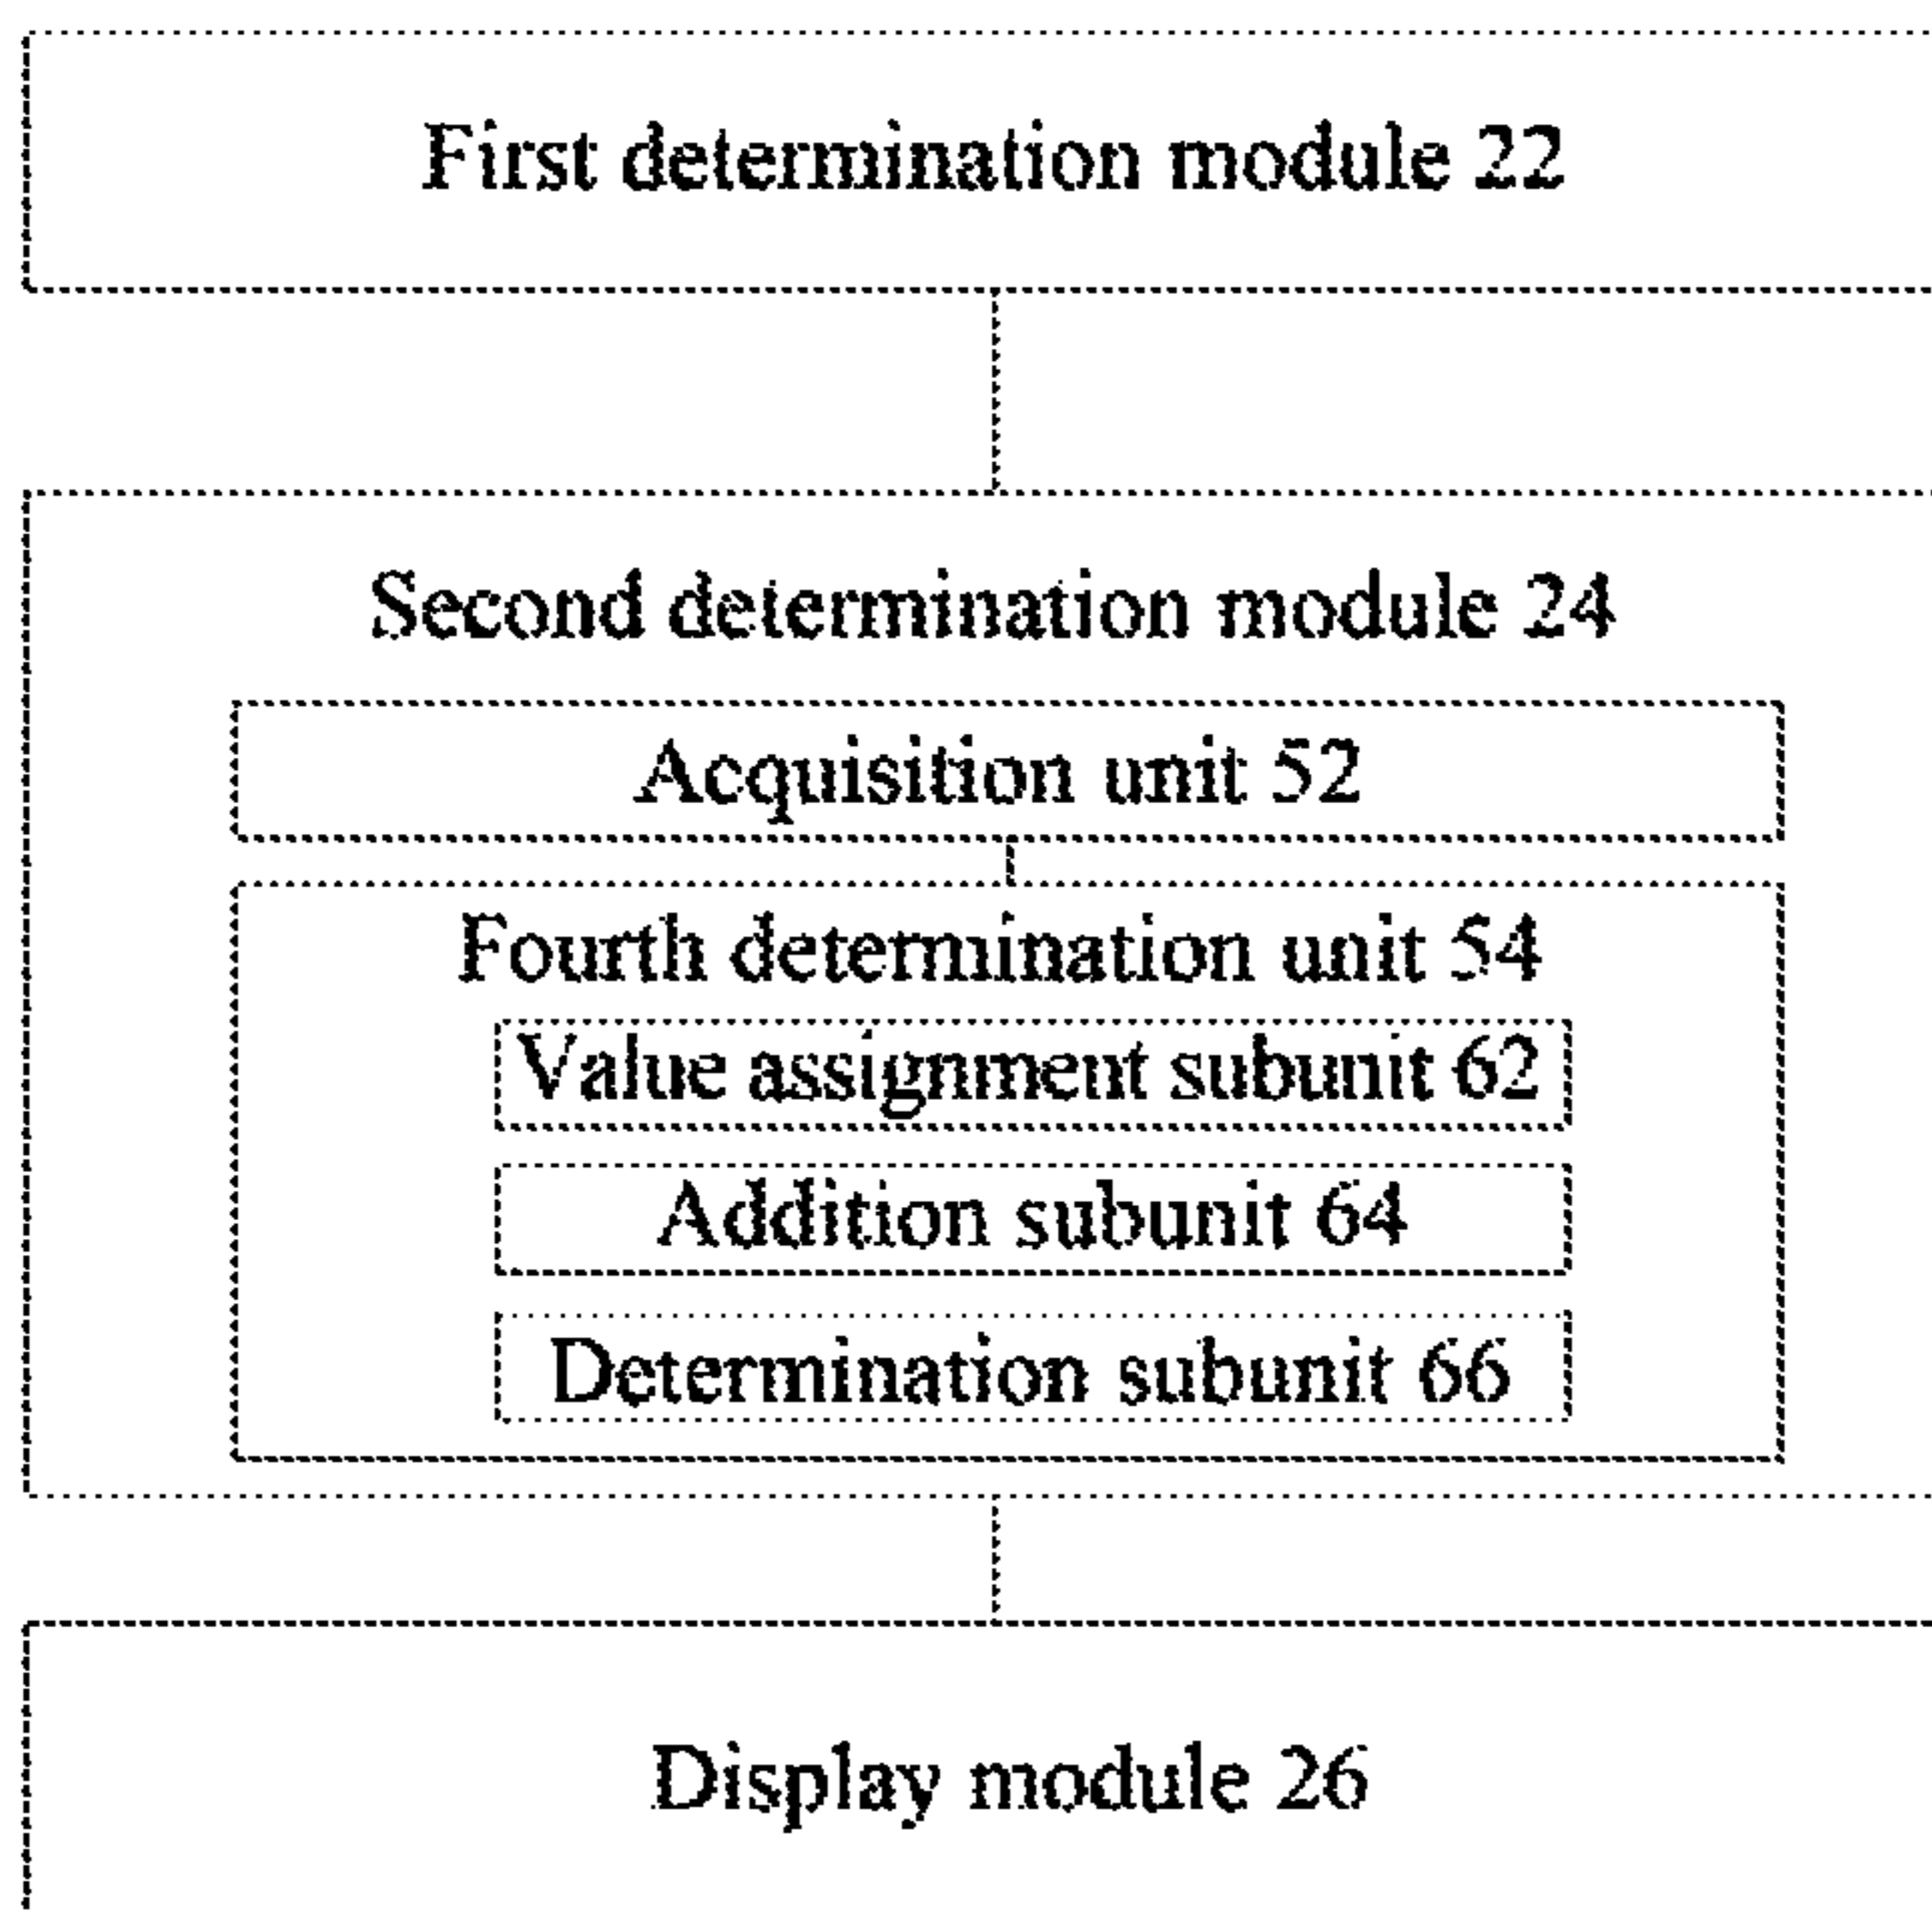 First determination module 22
Second determination module 24
Acquisition unit 52
Fourth determination unit 54
Value assignment subunit 62
Addition subunit 64
Determination subunit 66
Display module 26